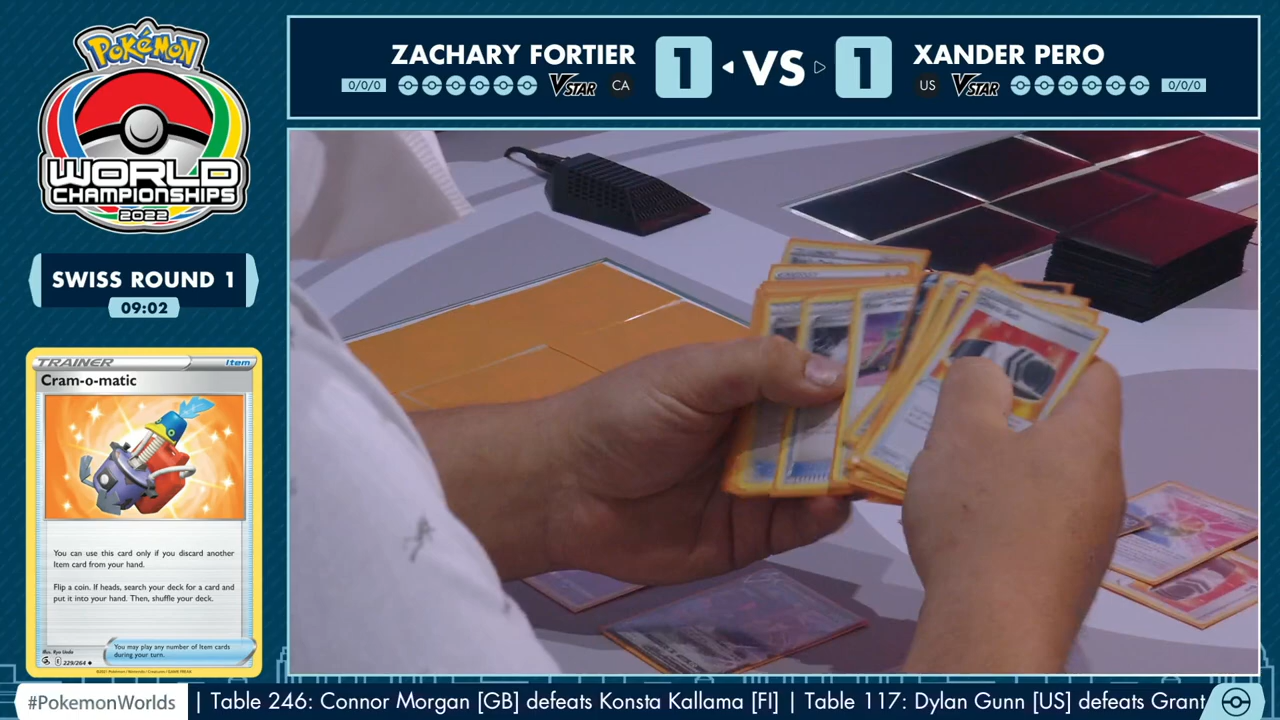 POKéMON
WORLD
CHAMPIONSHIPS
2022
ZACHARY FORTIER
1
VS
1
XANDER PERO
0/0/0
VSTAR
CA
US
VSTAR
0/0/0
SWISS ROUND 1
09:02
TRAINER
Item
Cram-o-matic
You can use this card only if you discard another
Item card from your hand.
Flip a coin. If heads, search your deck for a card and
put it into your hand. Then, shuffle your deck.
You may play any number of Item cards
during your turn.
229/264
#PokemonWorlds
| Table 246: Connor Morgan [GB] defeats Konsta Kallama [FI] | Table 117: Dylan Gunn [US] defeats Grant